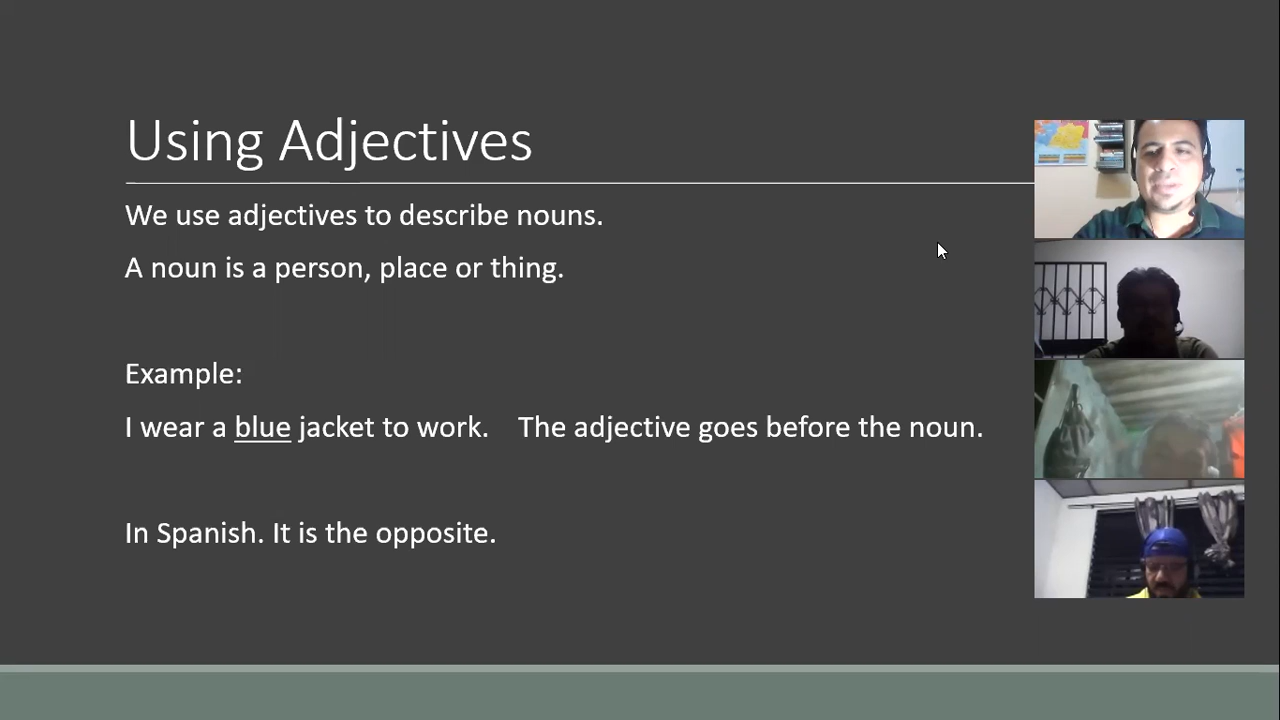 Using Adjectives
We use adjectives to describe nouns.
A noun is a person, place or thing.
Example:
I wear a blue jacket to work. The adjective goes before the noun.
In Spanish. It is the opposite.